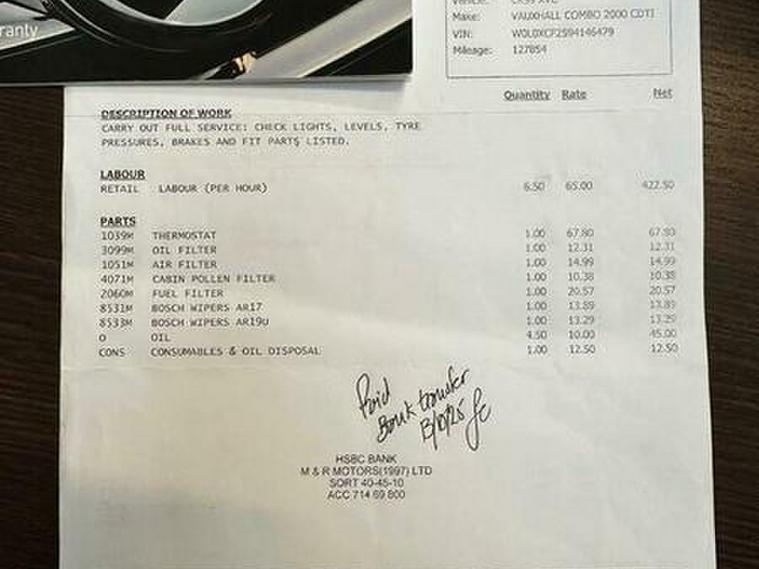 ranty
Make: VAUXHALL COMBO 2000 CDTI
VIN: W0L0XCF2S94146479
Mileage: 127854
Quantity Rate Net
DESCRIPTION OF WORK
CARRY OUT FULL SERVICE: CHECK LIGHTS, LEVELS, TYRE
PRESSURES, BRAKES AND FIT PARTS LISTED.
LABOUR
RETAIL LABOUR (PER HOUR) 6.50 65.00 422.50
PARTS
1039M THERMOSTAT 1.00 67.80 67.80
3099M OIL FILTER 1.00 12.31 12.31
1051M AIR FILTER 1.00 14.99 14.99
4071M CABIN POLLEN FILTER 1.00 10.38 10.38
2060M FUEL FILTER 1.00 20.57 20.57
8531M BOSCH WIPERS AR17 1.00 13.89 13.89
8533M BOSCH WIPERS AR19U 1.00 13.29 13.29
O OIL 4.50 10.00 45.00
CONS CONSUMABLES & OIL DISPOSAL 1.00 12.50 12.50
Paid
Bank transfer
13/10/25
HSBC BANK
M & R MOTORS(1997) LTD
SORT 40-45-10
ACC 714 69 800